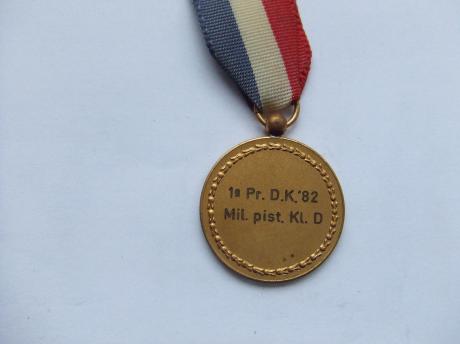 1e Pr. D.K.'82
Mil. pist. Kl. D